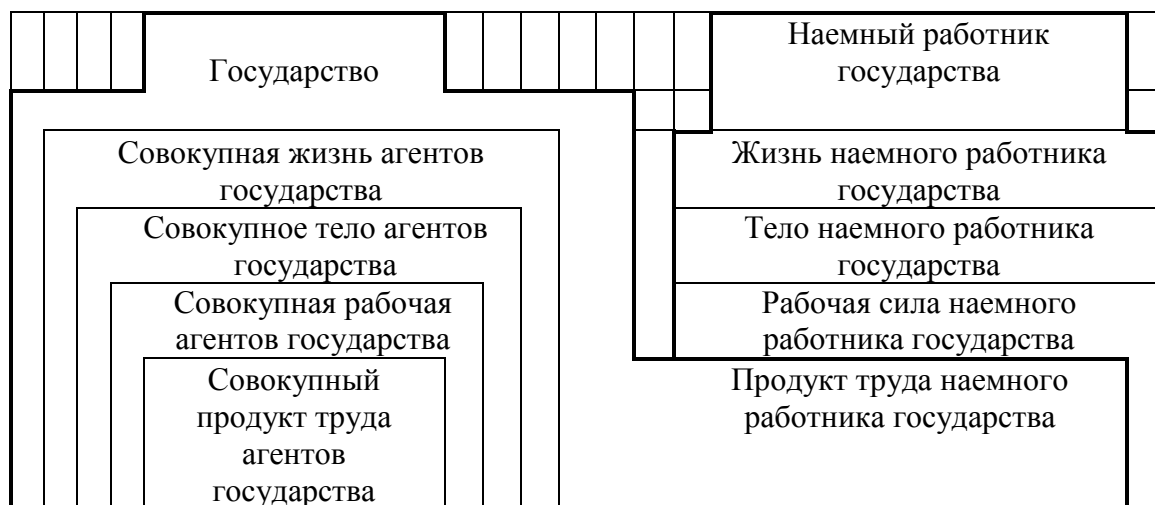 Государство
Наемный работник
государства
Совокупная жизнь агентов
государства
Жизнь наемного работника
государства
Совокупное тело агентов
государства
Тело наемного работника
государства
Совокупная рабочая
агентов государства
Рабочая сила наемного
работника государства
Совокупный
продукт труда
агентов
государства
Продукт труда наемного
работника государства